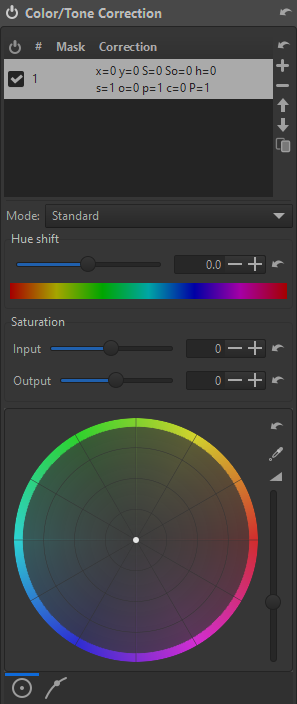 Color/Tone Correction
# Mask Correction
1 x=0 y=0 S=0 So=0 h=0
s=1 o=0 p=1 c=0 P=1
Mode: Standard
Hue shift
0.0
Saturation
Input 0
Output 0